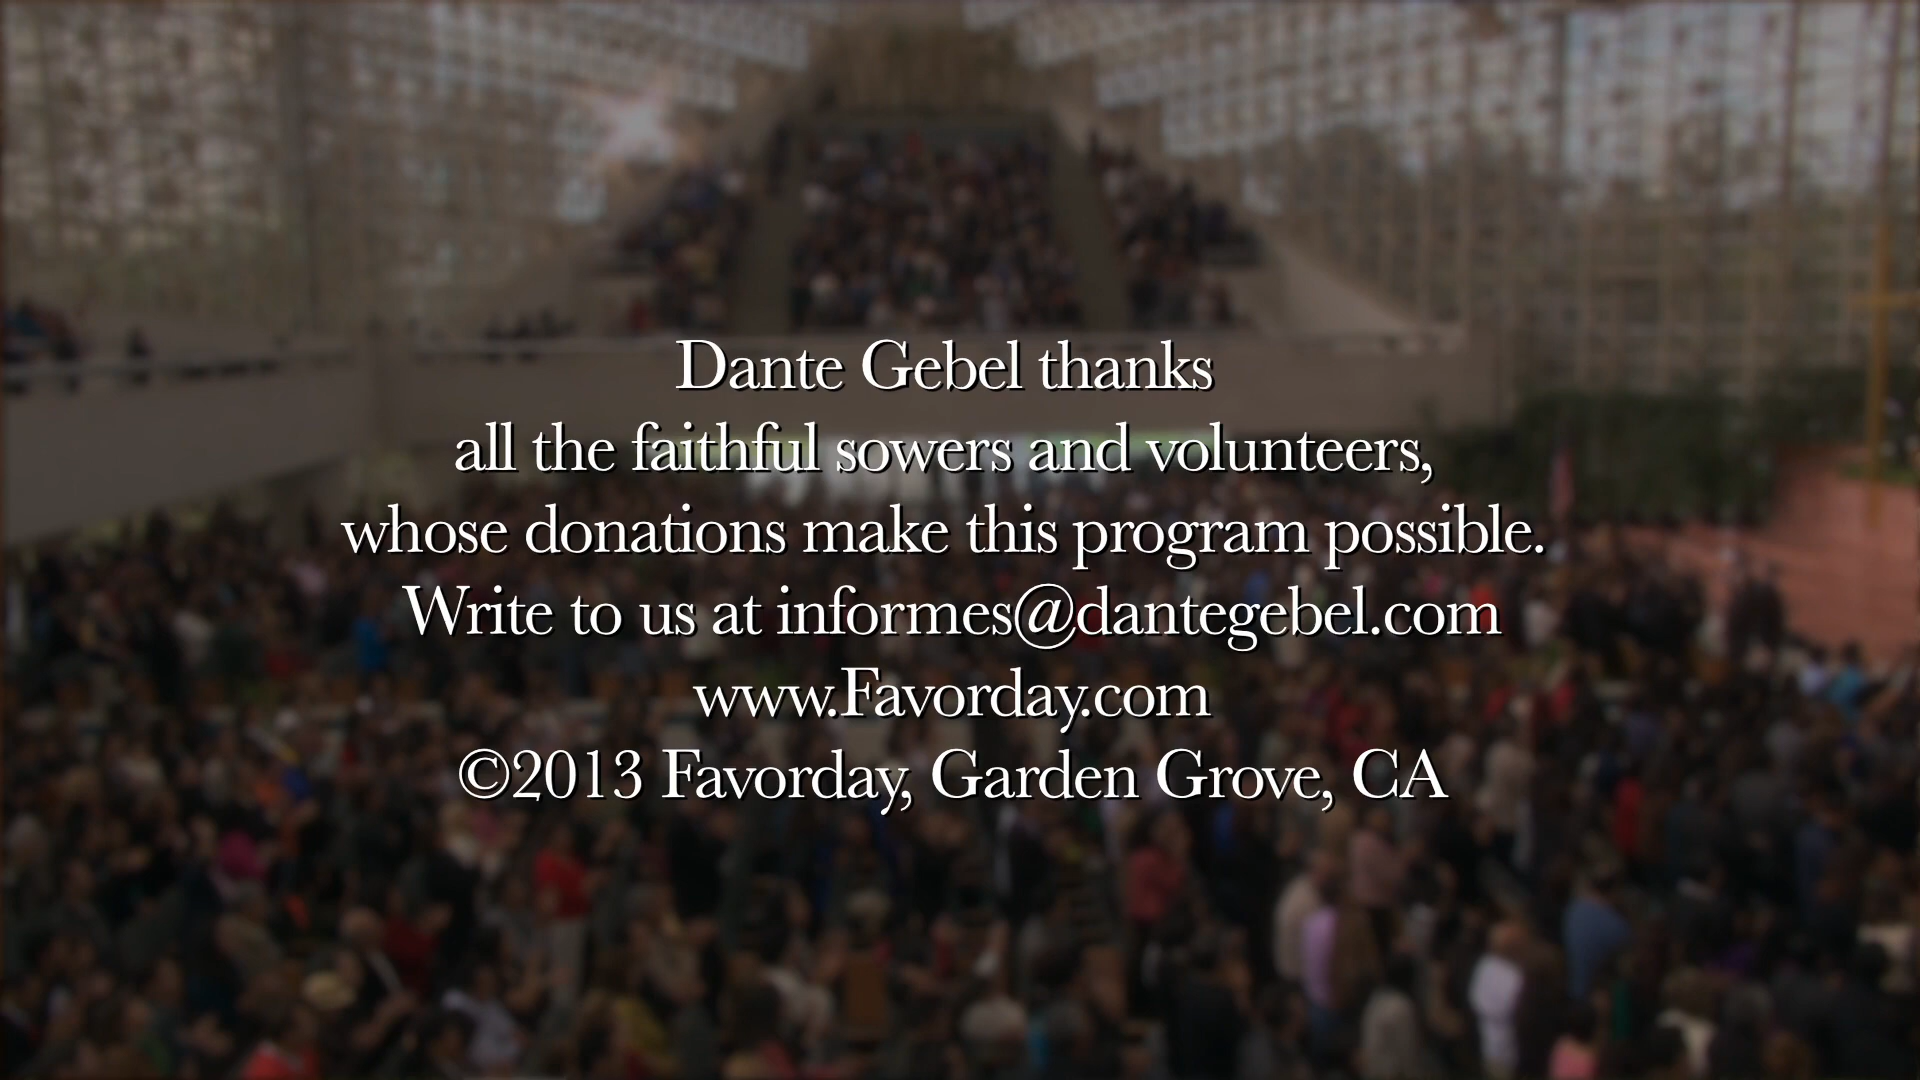 Dante Gebel thanks
all the faithful sowers and volunteers,
whose donations make this program possible.
Write to us at informes@dantegebel.com
www.Favorday.com
©2013 Favorday, Garden Grove, CA